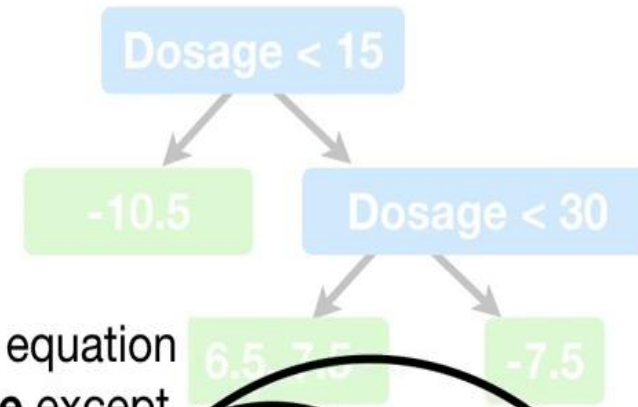 Dosage < 15
-10.5
Dosage < 30
equation
6.5, 7.5
-7.5
except